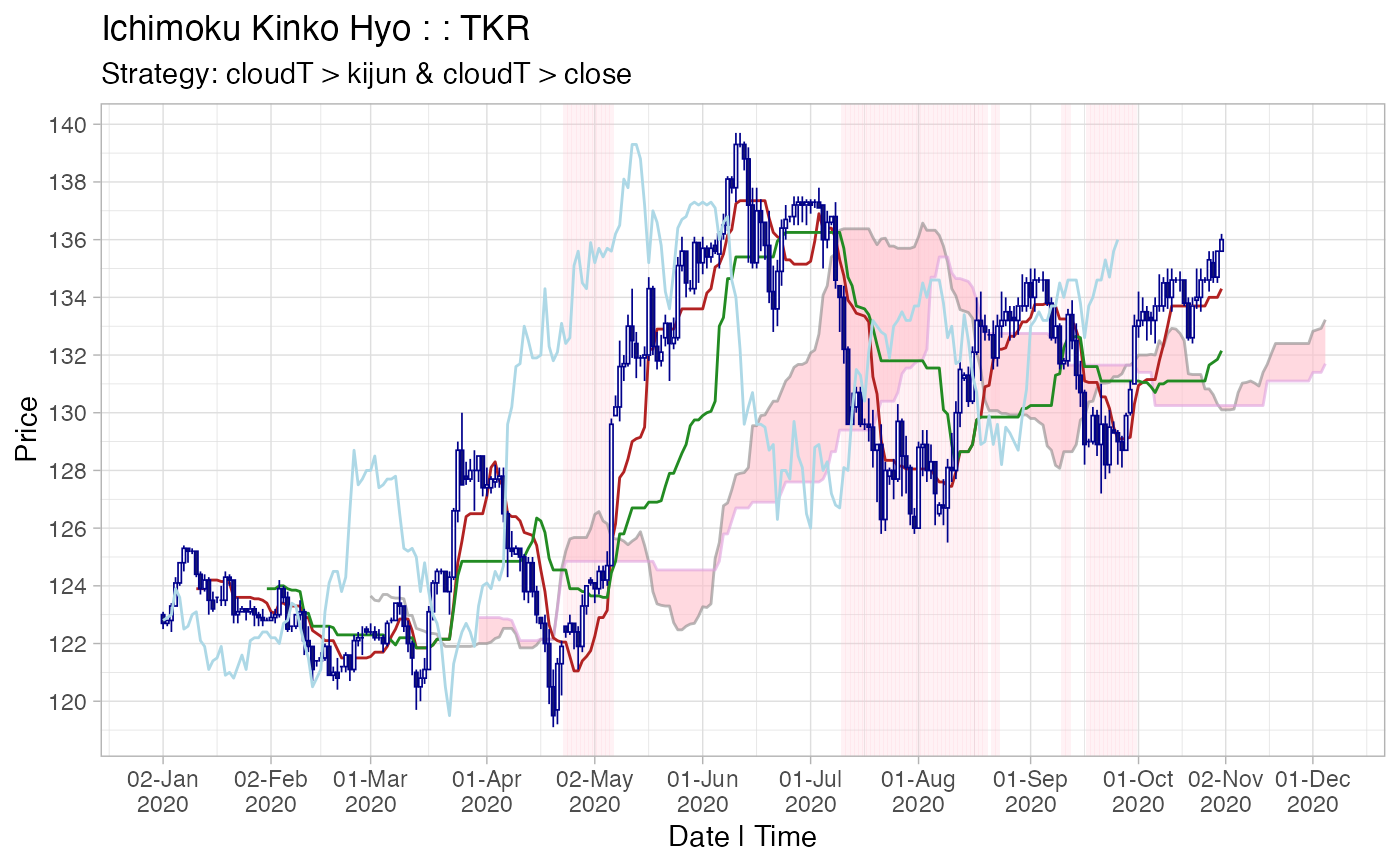 Ichimoku Kinko Hyo : : TKR
Strategy: cloudT > kijun & cloudT > close
140
138
136
134
132
130
128
126
124
122
120
Price
02-Jan 02-Feb 01-Mar 01-Apr 02-May 01-Jun 01-Jul 01-Aug 01-Sep 01-Oct 02-Nov 01-Dec
2020 2020 2020 2020 2020 2020 2020 2020 2020 2020 2020 2020
Date | Time